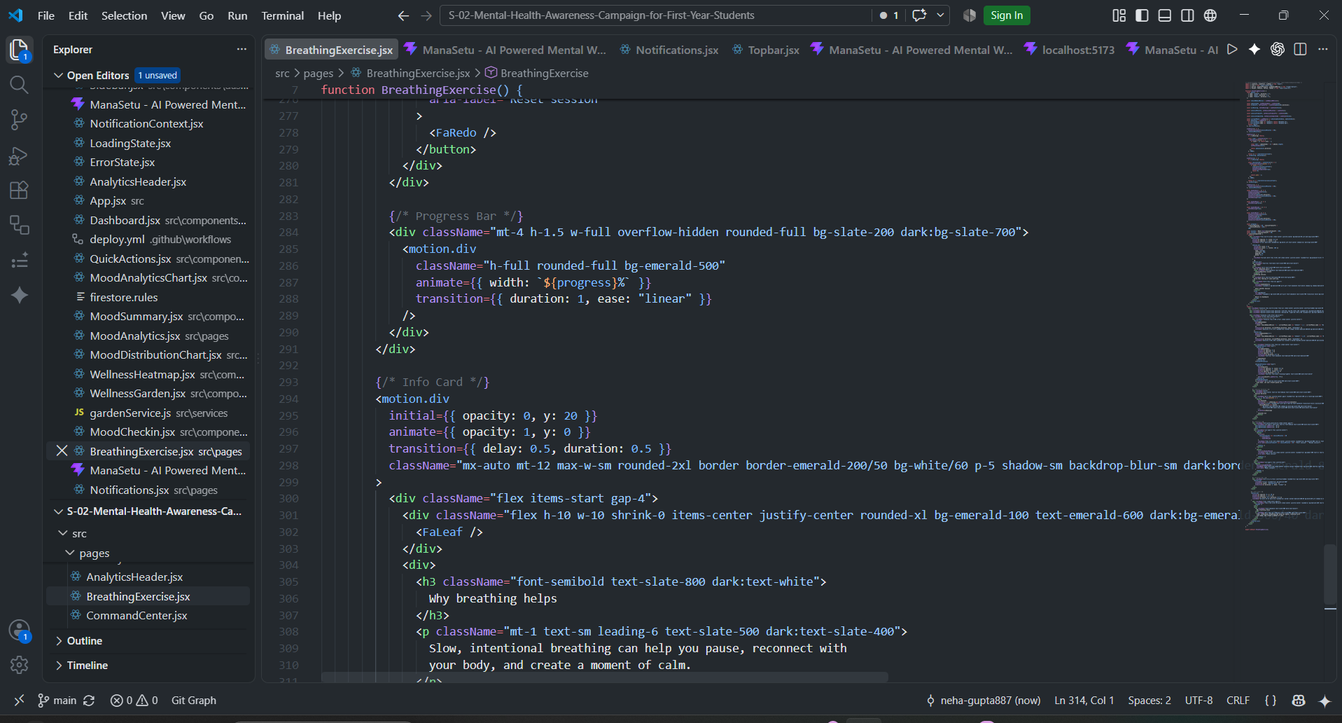 File Edit Selection View Go Run Terminal Help
S-02-Mental-Health-Awareness-Campaign-for-First-Year-Students
1
Sign In
Explorer
Open Editors 1 unsaved
ManaSetu - AI Powered Ment...
NotificationContext.jsx
LoadingState.jsx
ErrorState.jsx
AnalyticsHeader.jsx
App.jsx src
Dashboard.jsx src\components...
deploy.yml .github\workflows
QuickActions.jsx src\componen...
MoodAnalyticsChart.jsx src\co...
firestore.rules
MoodSummary.jsx src\compo...
MoodAnalytics.jsx src\pages
MoodDistributionChart.jsx src...
WellnessHeatmap.jsx src\com...
WellnessGarden.jsx src\compo...
JS gardenService.js src\services
MoodCheckin.jsx src\compone...
BreathingExercise.jsx src\pages
ManaSetu - AI Powered Ment...
Notifications.jsx src\pages
S-02-Mental-Health-Awareness-Ca...
src
pages
AnalyticsHeader.jsx
BreathingExercise.jsx
CommandCenter.jsx
Outline
Timeline
1
1
BreathingExercise.jsx ManaSetu - AI Powered Mental W... Notifications.jsx Topbar.jsx ManaSetu - AI Powered Mental W... localhost:5173 ManaSetu - AI
src > pages > BreathingExercise.jsx > BreathingExercise
7 function BreathingExercise() {
276 aria-label="Reset session"
277 >
278 <FaRedo />
279 </button>
280 </div>
281 </div>
282
283 {/* Progress Bar */}
284 <div className="mt-4 h-1.5 w-full overflow-hidden rounded-full bg-slate-200 dark:bg-slate-700">
285 <motion.div
286 className="h-full rounded-full bg-emerald-500"
287 animate={{ width: `${progress}%` }}
288 transition={{ duration: 1, ease: "linear" }}
289 />
290 </div>
291 </div>
292
293 {/* Info Card */}
294 <motion.div
295 initial={{ opacity: 0, y: 20 }}
296 animate={{ opacity: 1, y: 0 }}
297 transition={{ delay: 0.5, duration: 0.5 }}
298 className="mx-auto mt-12 max-w-sm rounded-2xl border border-emerald-200/50 bg-white/60 p-5 shadow-sm backdrop-blur-sm dark:bord
299 >
300 <div className="flex items-start gap-4">
301 <div className="flex h-10 w-10 shrink-0 items-center justify-center rounded-xl bg-emerald-100 text-emerald-600 dark:bg-emeral
302 <FaLeaf />
303 </div>
304 <div>
305 <h3 className="font-semibold text-slate-800 dark:text-white">
306 Why breathing helps
307 </h3>
308 <p className="mt-1 text-sm leading-6 text-slate-500 dark:text-slate-400">
309 Slow, intentional breathing can help you pause, reconnect with
310 your body, and create a moment of calm.
311 </p>
main 0 0 Git Graph neha-gupta887 (now) Ln 314, Col 1 Spaces: 2 UTF-8 CRLF { }